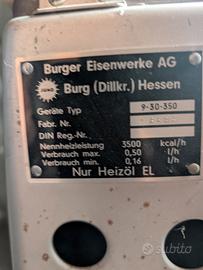 Burger Eisenwerke AG
JUNO
Burg (Dillkr.) Hessen
Geräte Typ 9-30-350
Fabr. Nr.
DIN Reg.-Nr.
Nennheizleistung 3500 kcal/h
Verbrauch max. 0,50 l/h
Verbrauch min. 0,16 l/h
Nur Heizöl EL
subito